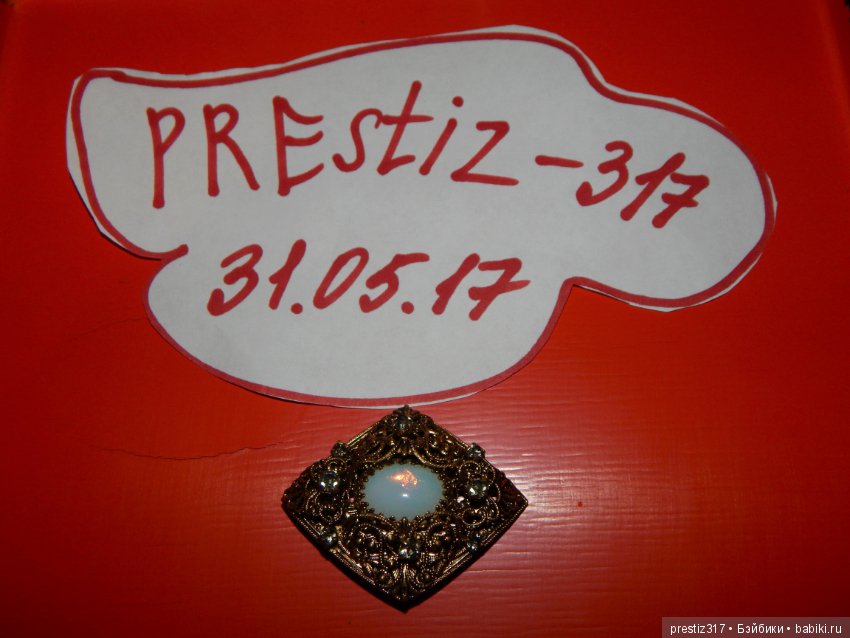 PREstiz-317
31.05.17
prestiz317 • Бэйбики • babiki.ru